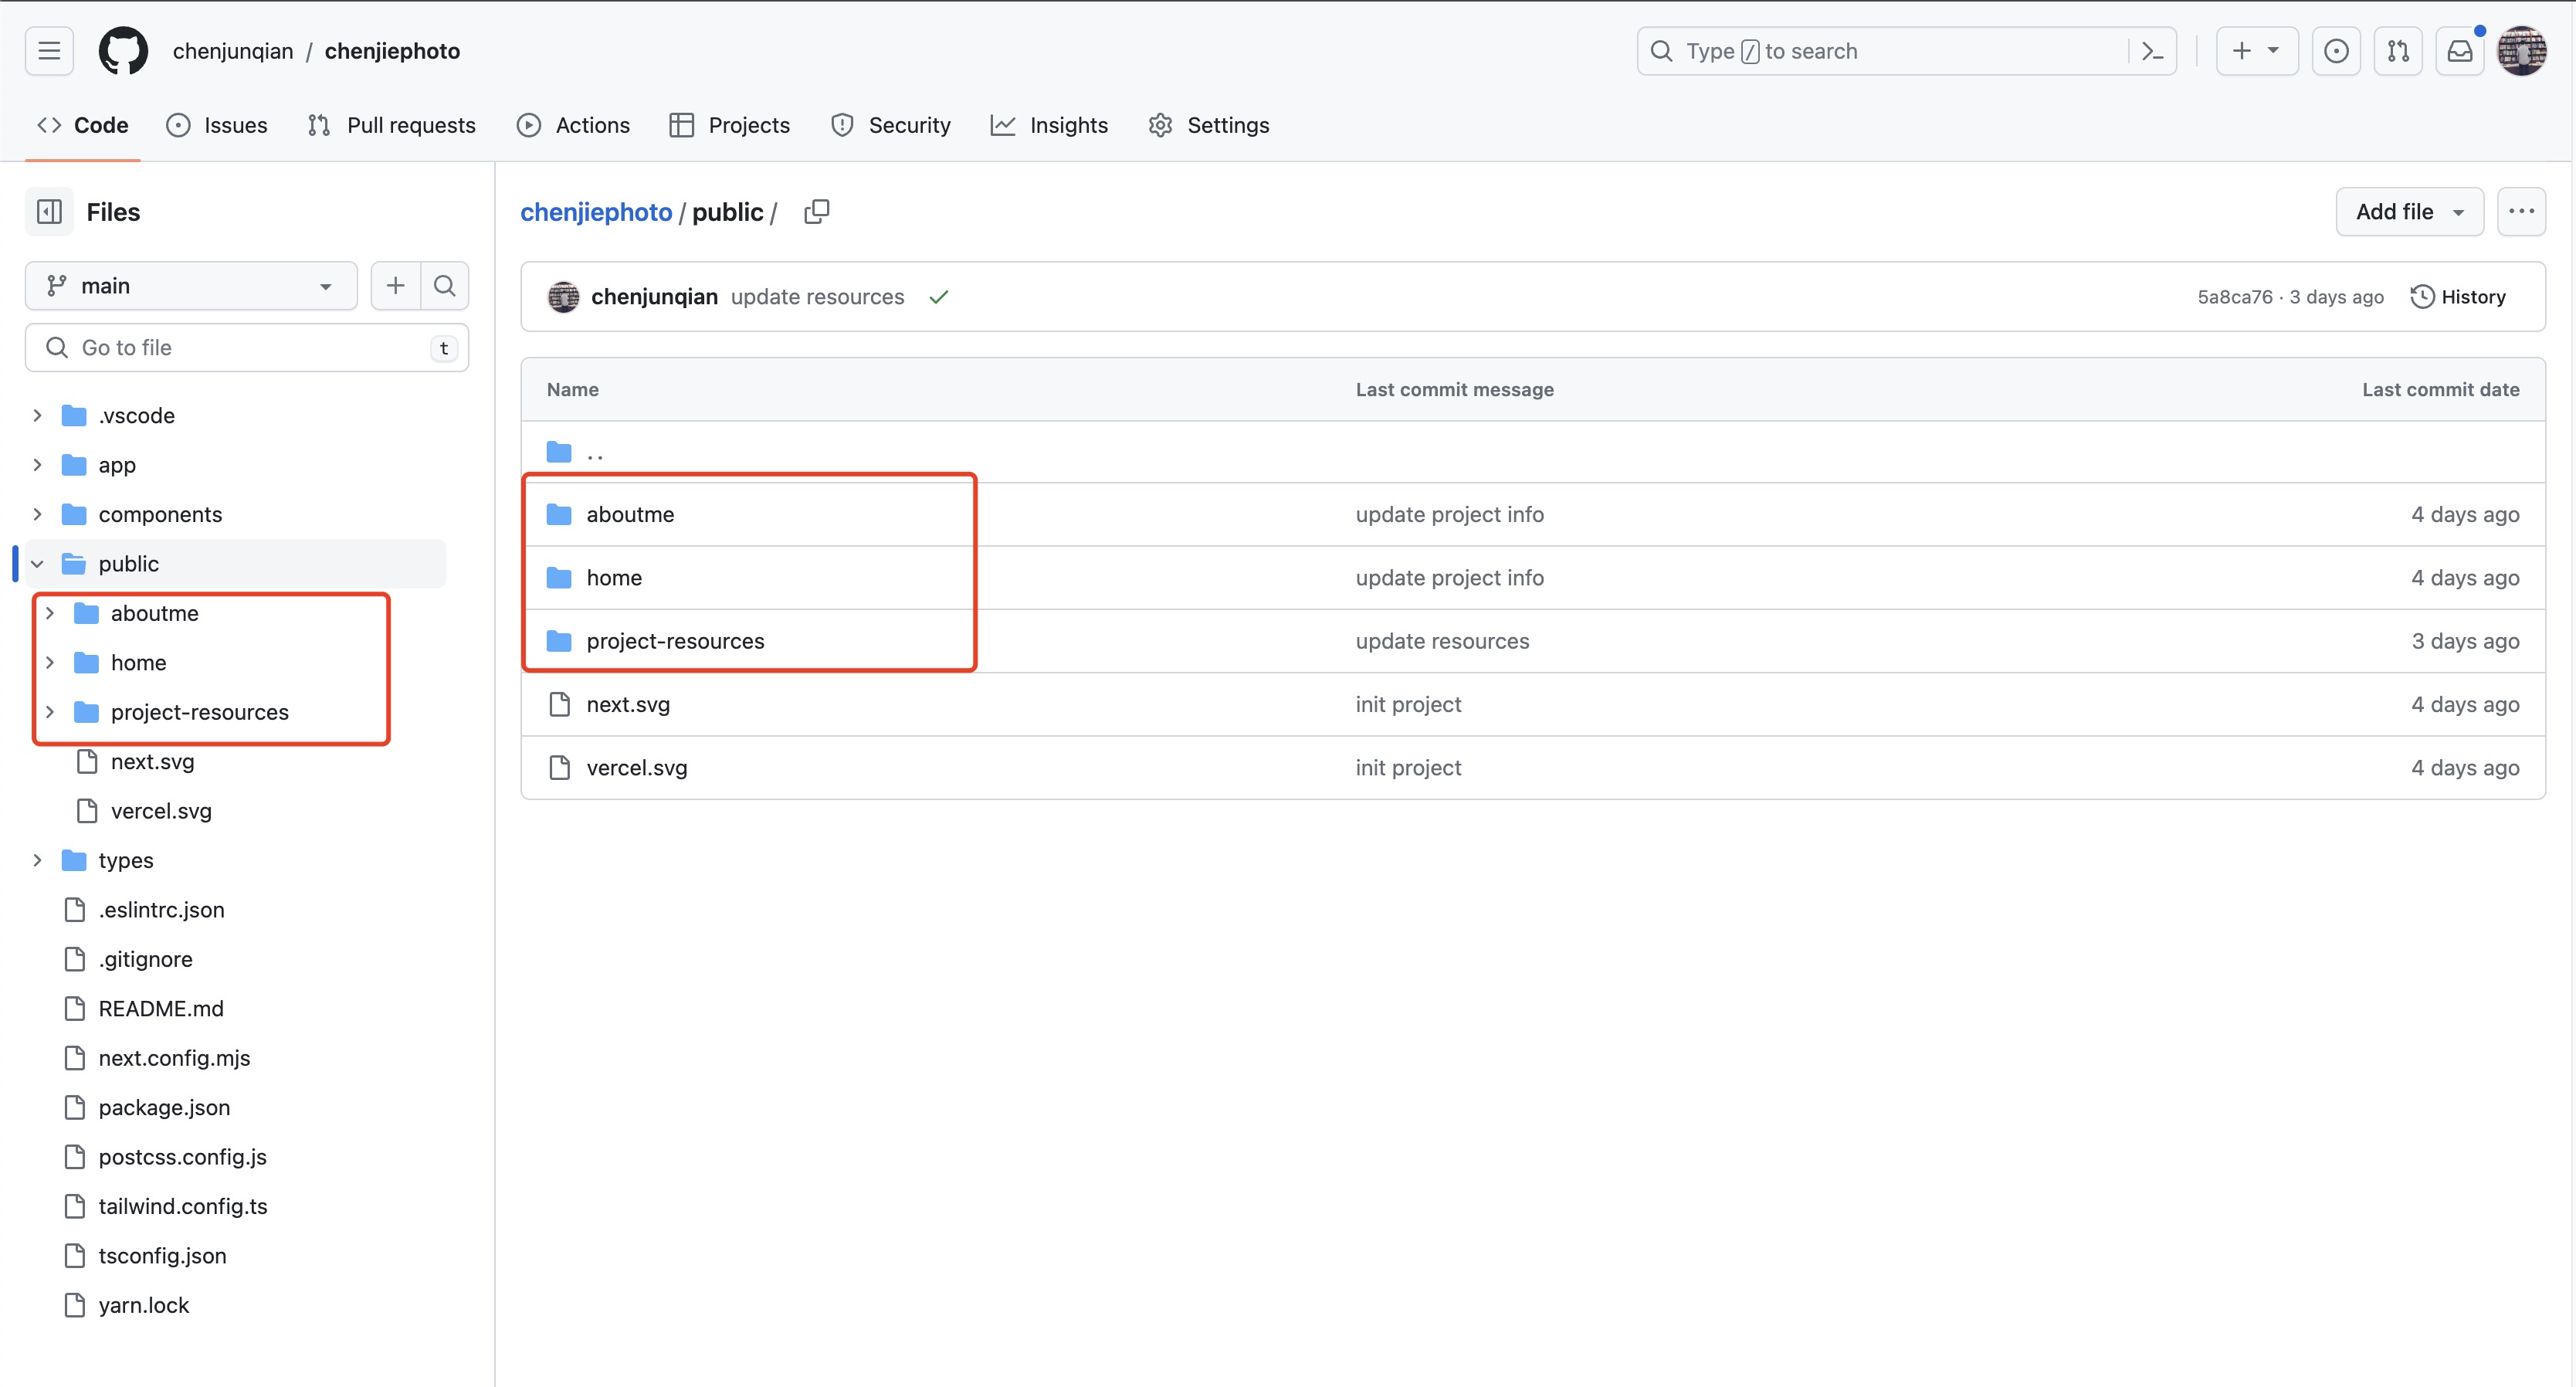 chenjunqian / chenjiephoto
Type / to search
Code Issues Pull requests Actions Projects Security Insights Settings
Files
main
Go to file t
.vscode
app
components
public
aboutme
home
project-resources
next.svg
vercel.svg
types
.eslintrc.json
.gitignore
README.md
next.config.mjs
package.json
postcss.config.js
tailwind.config.ts
tsconfig.json
yarn.lock
chenjiephoto / public /
Add file
chenjunqian update resources 5a8ca76 · 3 days ago History
Name Last commit message Last commit date
..
aboutme update project info 4 days ago
home update project info 4 days ago
project-resources update resources 3 days ago
next.svg init project 4 days ago
vercel.svg init project 4 days ago